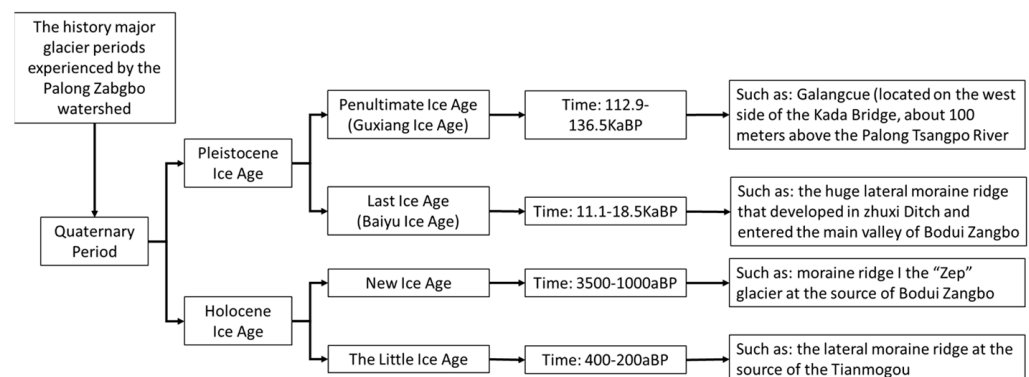 The history major
glacier periods
experienced by the
Palong Zabgbo
watershed
Quaternary
Period
Pleistocene
Ice Age
Holocene
Ice Age
Penultimate Ice Age
(Guxiang Ice Age)
Time: 112.9-
136.5KaBP
Such as: Galangcue (located on the west
side of the Kada Bridge, about 100
meters above the Palong Tsangpo River
Last Ice Age
(Baiyu Ice Age)
Time: 11.1-18.5KaBP
Such as: the huge lateral moraine ridge
that developed in zhuxi Ditch and
entered the main valley of Bodui Zangbo
New Ice Age
Time: 3500-1000aBP
Such as: moraine ridge I the “Zep”
glacier at the source of Bodui Zangbo
The Little Ice Age
Time: 400-200aBP
Such as: the lateral moraine ridge at the
source of the Tianmogou